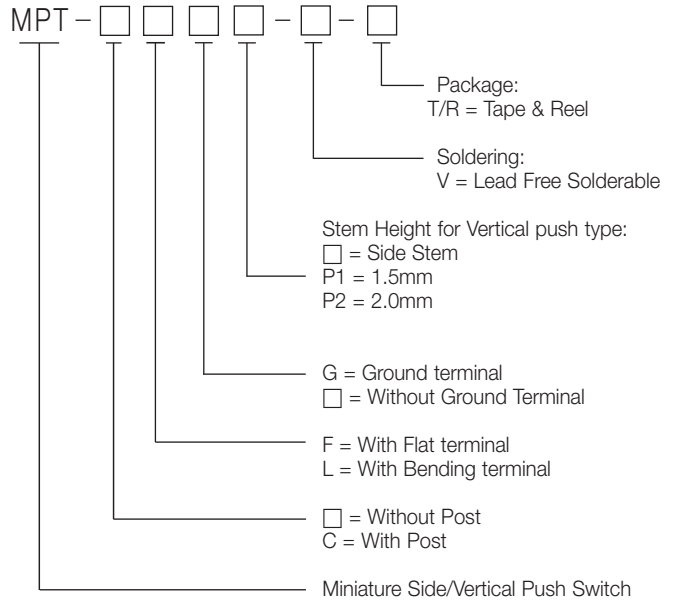 MPT-□□□□-□-□
Package:
T/R = Tape & Reel
Soldering:
V = Lead Free Solderable
Stem Height for Vertical push type:
□ = Side Stem
P1 = 1.5mm
P2 = 2.0mm
G = Ground terminal
□ = Without Ground Terminal
F = With Flat terminal
L = With Bending terminal
□ = Without Post
C = With Post
Miniature Side/Vertical Push Switch